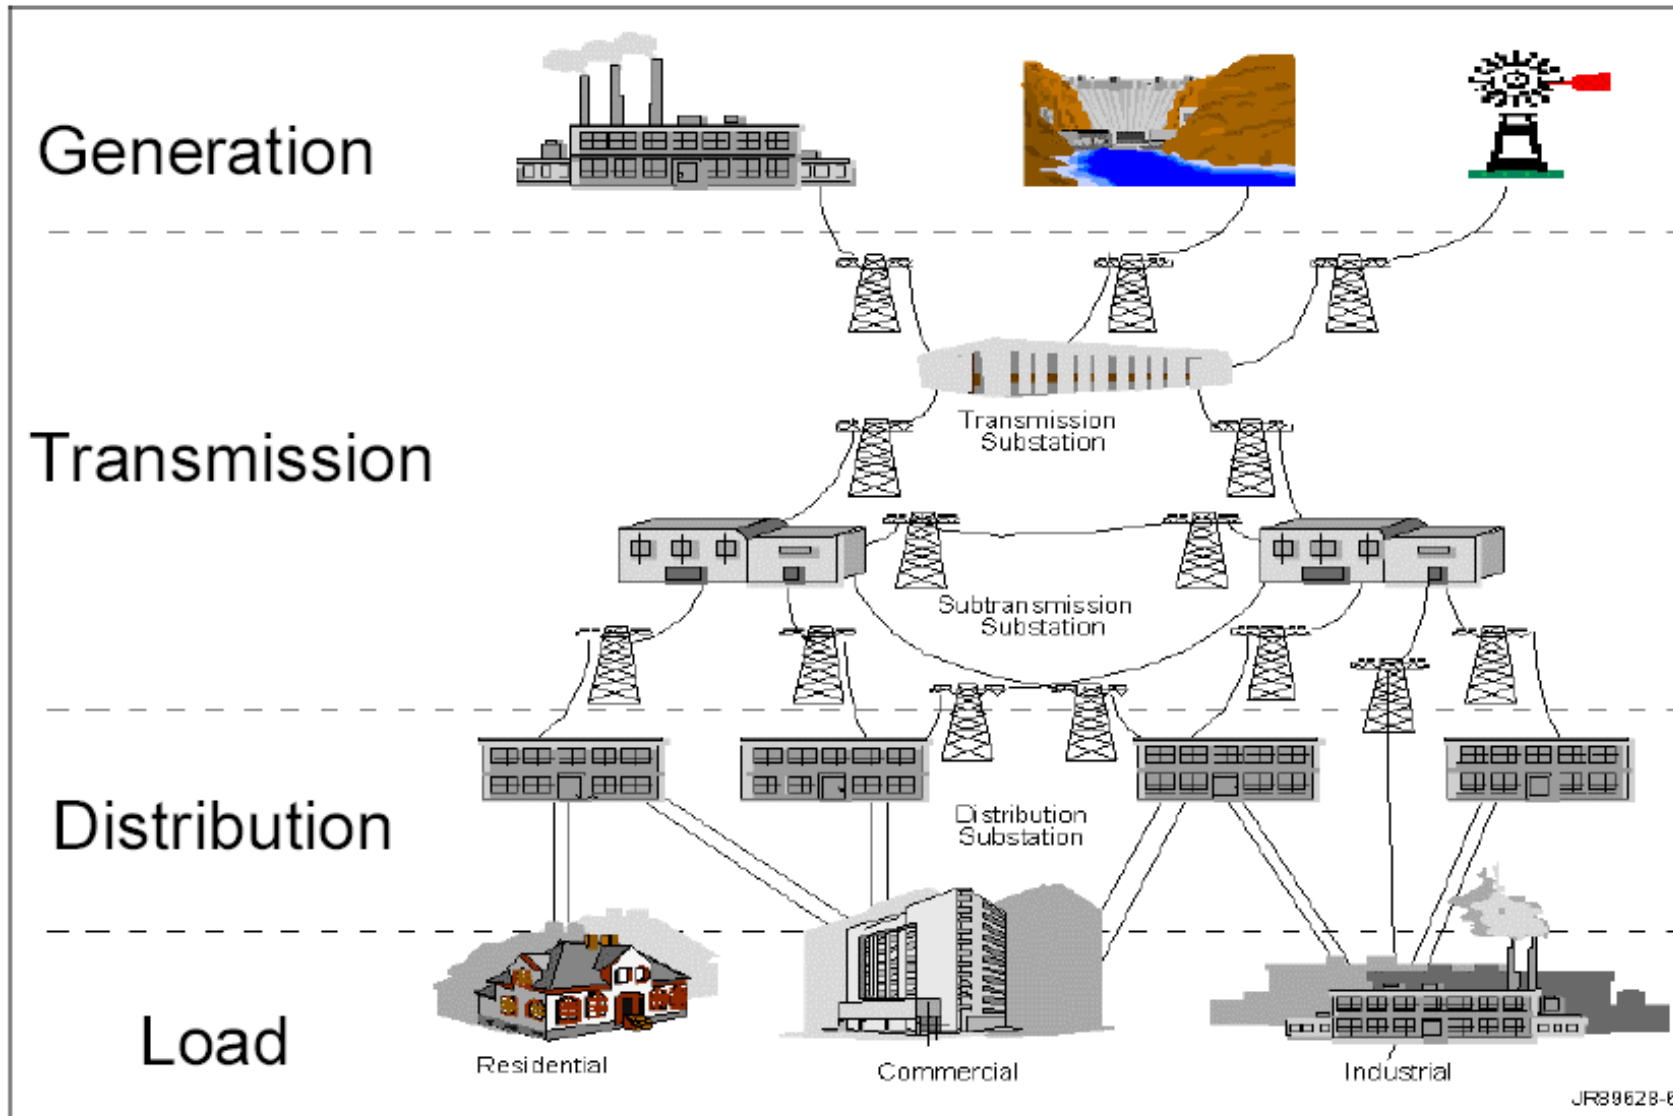 Generation
Transmission
Substation
Transmission
Subtransmission
Substation
Distribution
Substation
Distribution
Load
Residential
Commercial
Industrial